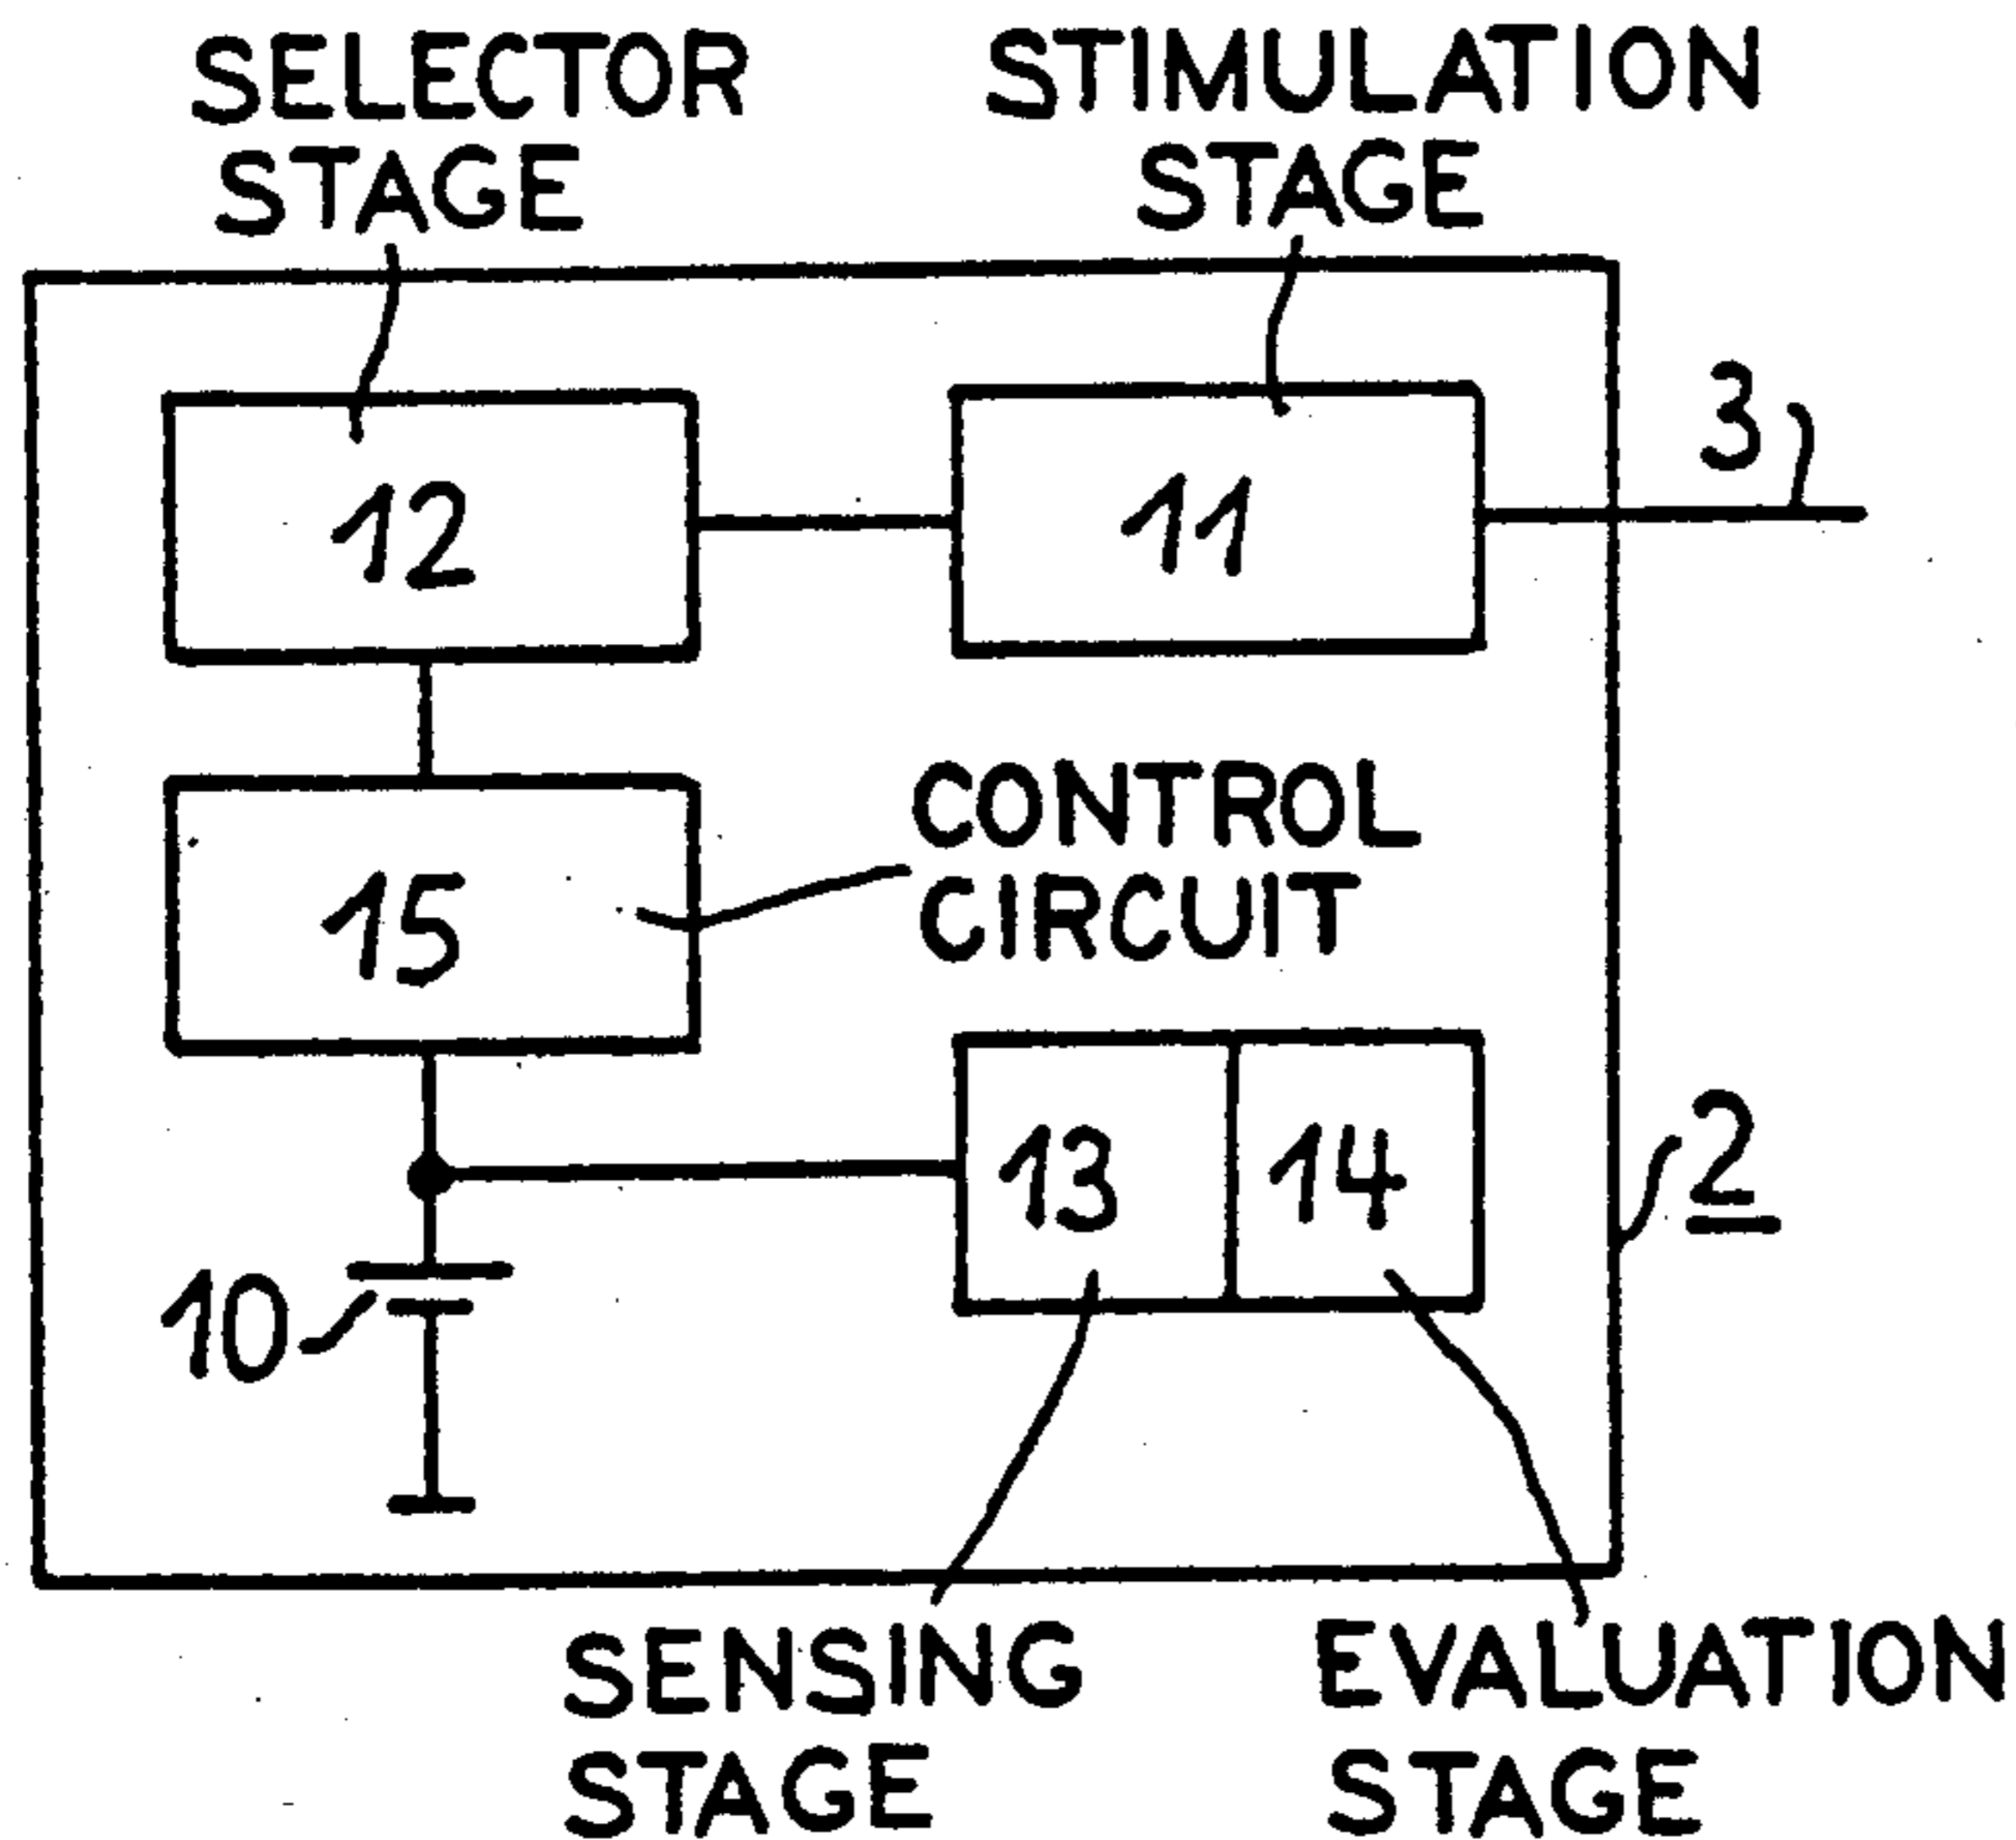 SELECTOR
STAGE
STIMULATION
STAGE
12
11
3
15
CONTROL
CIRCUIT
13
14
2
10
SENSING
STAGE
EVALUATION
STAGE